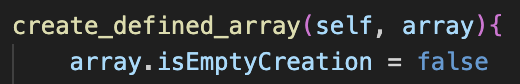 create_defined_array(self, array){
    array.isEmptyCreation = false